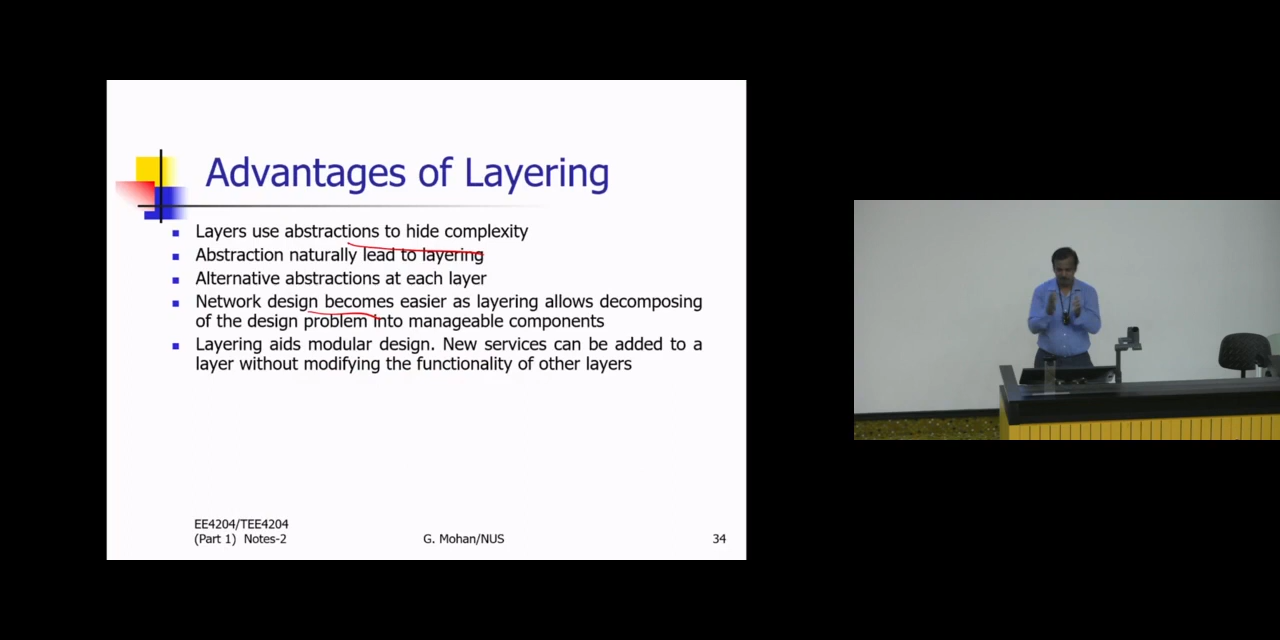 Advantages of Layering
Layers use abstractions to hide complexity
Abstraction naturally lead to layering
Alternative abstractions at each layer
Network design becomes easier as layering allows decomposing
of the design problem into manageable components
Layering aids modular design. New services can be added to a
layer without modifying the functionality of other layers
EE4204/TEE4204
(Part 1) Notes-2
G. Mohan/NUS
34